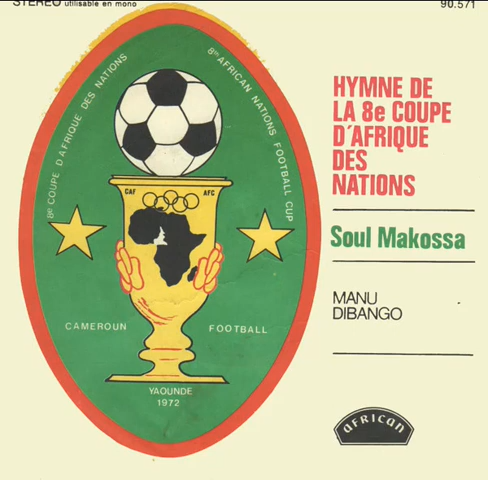 STEREO utilisable en mono
90.571
8e COUPE D'AFRIQUE DES NATIONS
8th AFRICAN NATIONS FOOTBALL CUP
CAF AFC
CAMEROUN FOOTBALL
YAOUNDE
1972
HYMNE DE
LA 8e COUPE
D'AFRIQUE
DES
NATIONS
Soul Makossa
MANU
DIBANGO
AFRICAN